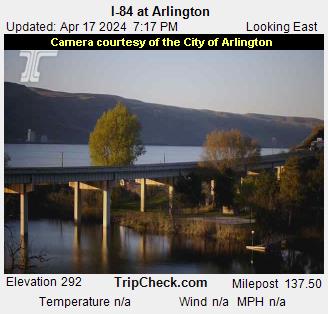 I-84 at Arlington
Updated: Apr 17 2024 7:17 PM Looking East
Camera courtesy of the City of Arlington
Elevation 292 TripCheck.com Milepost 137.50
Temperature n/a Wind n/a MPH n/a